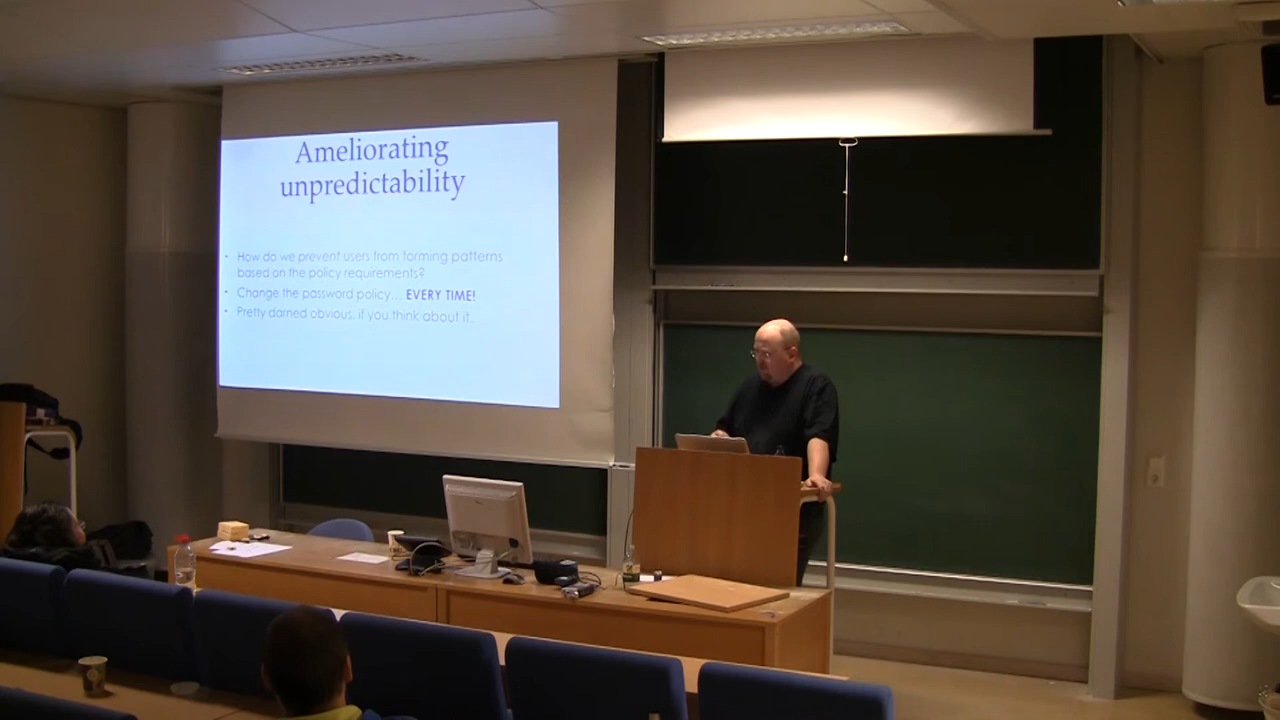 Ameliorating
unpredictability
• How do we prevent users from forming patterns
based on the policy requirements?
• Change the password policy... EVERY TIME!
• Pretty darned obvious, if you think about it.